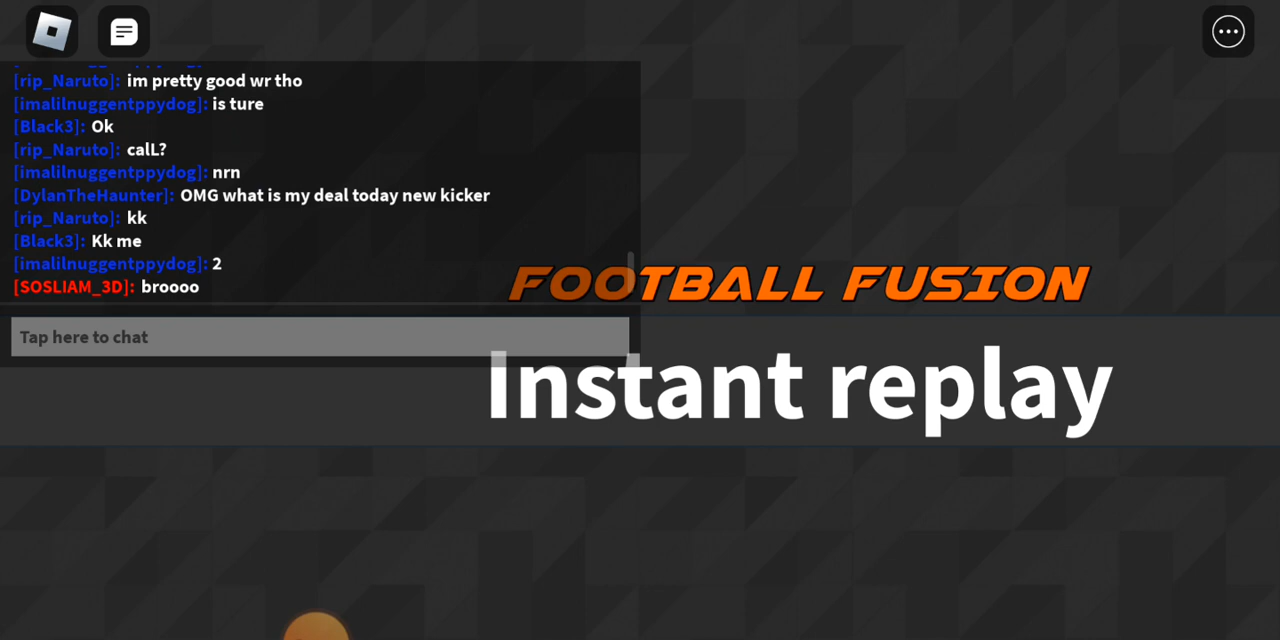 [rip_Naruto]: im pretty good wr tho
[imalilnuggentppydog]: is ture
[Black3]: Ok
[rip_Naruto]: calL?
[imalilnuggentppydog]: nrn
[DylanTheHaunter]: OMG what is my deal today new kicker
[rip_Naruto]: kk
[Black3]: Kk me
[imalilnuggentppydog]: 2
[SOSLIAM_3D]: broooo
Tap here to chat
FOOTBALL FUSION
Instant replay